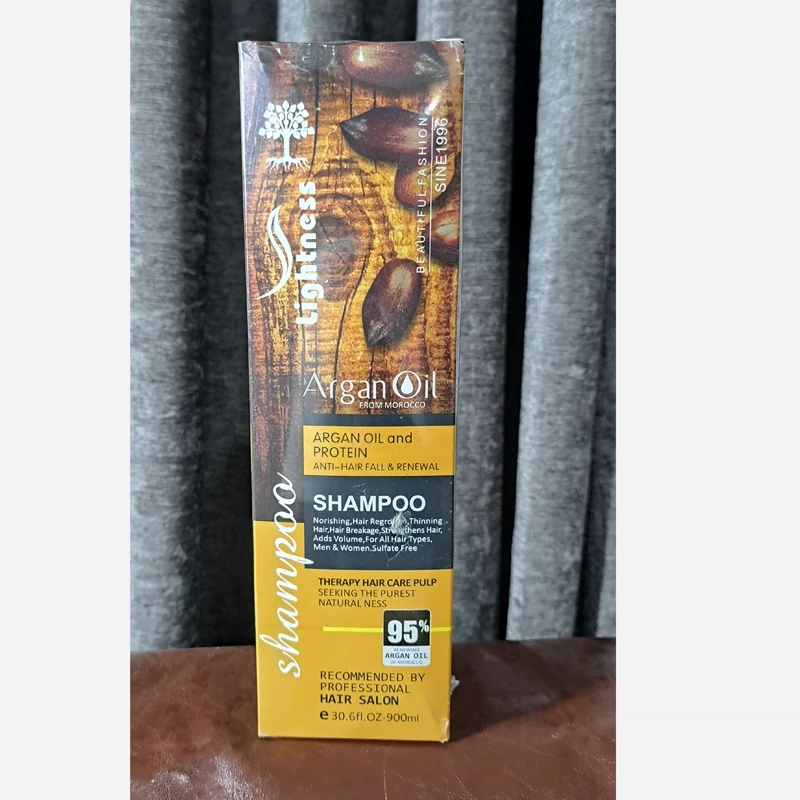 Lightness
BEAUTIFUL FASHION
SINE1996
Argan Oil
FROM MOROCCO
ARGAN OIL and
PROTEIN
ANTI-HAIR FALL & RENEWAL
SHAMPOO
Norishing,Hair Regrowth,Thinning
Hair,Hair Breakage,Strengthens Hair,
Adds Volume,For All Hair Types,
Men & Women.Sulfate Free
shampoo
THERAPY HAIR CARE PULP
SEEKING THE PUREST
NATURAL NESS
95%
RENEWING
ARGAN OIL
OF MOROCCO
RECOMMENDED BY
PROFESSIONAL
HAIR SALON
e 30.6fl.OZ-900ml